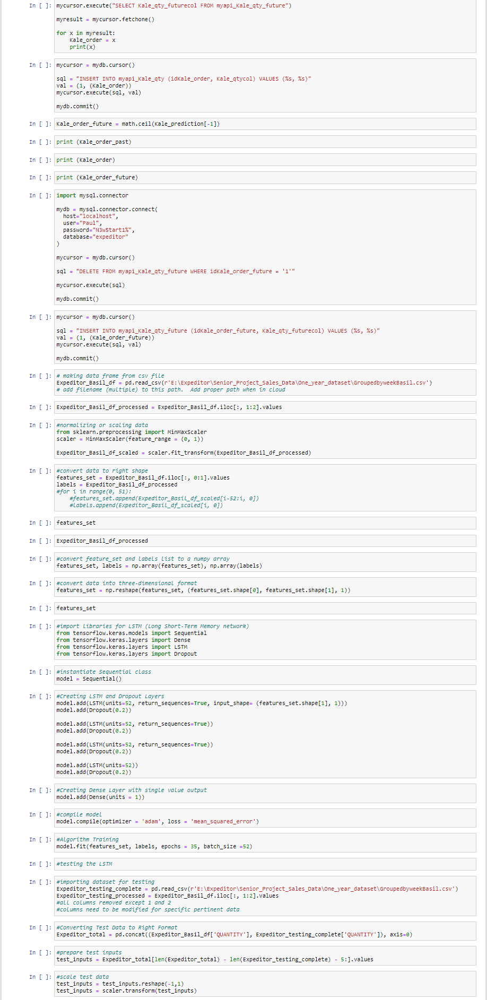 In [ ]: mycursor.execute("SELECT Kale_qty_futurecol FROM myapi_Kale_qty_future")
myresult = mycursor.fetchone()
for x in myresult:
    Kale_order = x
    print(x)
In [ ]: mycursor = mydb.cursor()
sql = "INSERT INTO myapi_Kale_qty (idKale_order, Kale_qtycol) VALUES (%s, %s)"
val = (1, (Kale_order))
mycursor.execute(sql, val)
mydb.commit()
In [ ]: Kale_order_future = math.ceil(Kale_prediction[-1])
In [ ]: print (Kale_order_past)
In [ ]: print (Kale_order)
In [ ]: print (Kale_order_future)
In [ ]: import mysql.connector
mydb = mysql.connector.connect(
  host="localhost",
  user="Paul",
  password="N3wStart1%",
  database="expeditor"
)
mycursor = mydb.cursor()
sql = "DELETE FROM myapi_Kale_qty_future WHERE idKale_order_future = '1'"
mycursor.execute(sql)
mydb.commit()
In [ ]: mycursor = mydb.cursor()
sql = "INSERT INTO myapi_Kale_qty_future (idKale_order_future, Kale_qty_futurecol) VALUES (%s, %s)"
val = (1, (Kale_order_future))
mycursor.execute(sql, val)
mydb.commit()
In [ ]: # making data frame from csv file
Expeditor_Basil_df = pd.read_csv(r'E:\Expeditor\Senior_Project_Sales_Data\One_year_dataset\GroupedbyweekBasil.csv')
# add filename (multiple) to this path.  Add proper path when in cloud
In [ ]: Expeditor_Basil_df_processed = Expeditor_Basil_df.iloc[:, 1:2].values
In [ ]: #normalizing or scaling data
from sklearn.preprocessing import MinMaxScaler
scaler = MinMaxScaler(feature_range = (0, 1))
Expeditor_Basil_df_scaled = scaler.fit_transform(Expeditor_Basil_df_processed)
In [ ]: #convert data to right shape
features_set = Expeditor_Basil_df.iloc[:, 0:1].values
labels = Expeditor_Basil_df_processed
#for i in range(0, 51):
    #features_set.append(Expeditor_Basil_df_scaled[i-52:i, 0])
    #labels.append(Expeditor_Basil_df_scaled[i, 0])
In [ ]: features_set
In [ ]: Expeditor_Basil_df_processed
In [ ]: #convert feature_set and labels list to a numpy array
features_set, labels = np.array(features_set), np.array(labels)
In [ ]: #convert data into three-dimensional format
features_set = np.reshape(features_set, (features_set.shape[0], features_set.shape[1], 1))
In [ ]: features_set
In [ ]: #import libraries for LSTM (Long Short-Term Memory network)
from tensorflow.keras.models import Sequential
from tensorflow.keras.layers import Dense
from tensorflow.keras.layers import LSTM
from tensorflow.keras.layers import Dropout
In [ ]: #instantiate Sequential class
model = Sequential()
In [ ]: #Creating LSTM and Dropout Layers
model.add(LSTM(units=52, return_sequences=True, input_shape= (features_set.shape[1], 1)))
model.add(Dropout(0.2))
model.add(LSTM(units=52, return_sequences=True))
model.add(Dropout(0.2))
model.add(LSTM(units=52, return_sequences=True))
model.add(Dropout(0.2))
model.add(LSTM(units=52))
model.add(Dropout(0.2))
In [ ]: #Creating Dense Layer with single value output
model.add(Dense(units = 1))
In [ ]: #compile model
model.compile(optimizer = 'adam', loss = 'mean_squared_error')
In [ ]: #Algorithm Training
model.fit(features_set, labels, epochs = 35, batch_size =52)
In [ ]: #testing the LSTM
In [ ]: #importing dataset for testing
Expeditor_testing_complete = pd.read_csv(r'E:\Expeditor\Senior_Project_Sales_Data\One_year_dataset\GroupedbyweekBasil.csv')
Expeditor_testing_processed = Expeditor_Basil_df.iloc[:, 1:2].values
#all columns removed except 1 and 2
#columns need to be modified for specific pertinent data
In [ ]: #Converting Test Data to Right Format
Expeditor_total = pd.concat((Expeditor_Basil_df['QUANTITY'], Expeditor_testing_complete['QUANTITY']), axis=0)
In [ ]: #prepare test inputs
test_inputs = Expeditor_total[len(Expeditor_total) - len(Expeditor_testing_complete) - 5:].values
In [ ]: #scale test data
test_inputs = test_inputs.reshape(-1,1)
test_inputs = scaler.transform(test_inputs)